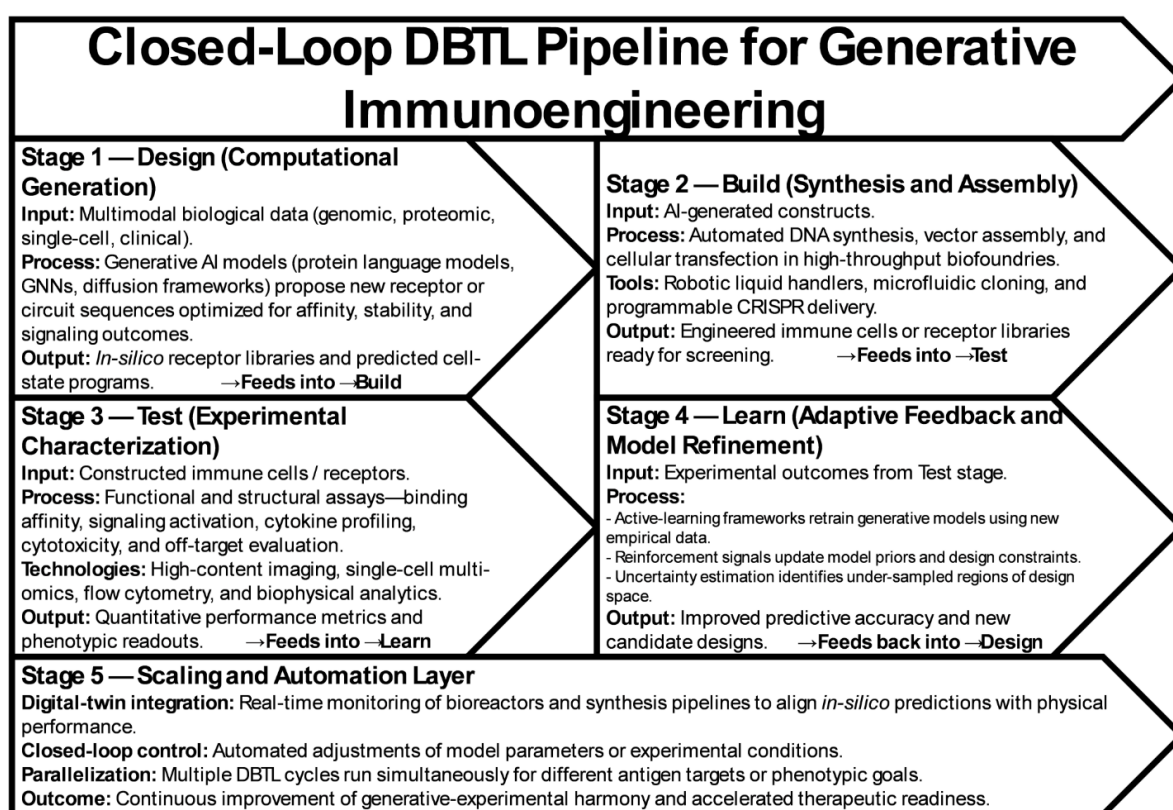 Closed-Loop DBTL Pipeline for Generative
Immunoengineering
Stage 1 — Design (Computational
Generation)
Input: Multimodal biological data (genomic, proteomic,
single-cell, clinical).
Process: Generative AI models (protein language models,
GNNs, diffusion frameworks) propose new receptor or
circuit sequences optimized for affinity, stability, and
signaling outcomes.
Output: In-silico receptor libraries and predicted cell-
state programs. →Feeds into →Build
Stage 2 — Build (Synthesis and Assembly)
Input: AI-generated constructs.
Process: Automated DNA synthesis, vector assembly, and
cellular transfection in high-throughput biofoundries.
Tools: Robotic liquid handlers, microfluidic cloning, and
programmable CRISPR delivery.
Output: Engineered immune cells or receptor libraries
ready for screening. →Feeds into →Test
Stage 3 — Test (Experimental
Characterization)
Input: Constructed immune cells / receptors.
Process: Functional and structural assays—binding
affinity, signaling activation, cytokine profiling,
cytotoxicity, and off-target evaluation.
Technologies: High-content imaging, single-cell multi-
omics, flow cytometry, and biophysical analytics.
Output: Quantitative performance metrics and
phenotypic readouts. →Feeds into →Learn
Stage 4 — Learn (Adaptive Feedback and
Model Refinement)
Input: Experimental outcomes from Test stage.
Process:
- Active-learning frameworks retrain generative models using new
empirical data.
- Reinforcement signals update model priors and design constraints.
- Uncertainty estimation identifies under-sampled regions of design
space.
Output: Improved predictive accuracy and new
candidate designs. →Feeds back into →Design
Stage 5 — Scaling and Automation Layer
Digital-twin integration: Real-time monitoring of bioreactors and synthesis pipelines to align in-silico predictions with physical
performance.
Closed-loop control: Automated adjustments of model parameters or experimental conditions.
Parallelization: Multiple DBTL cycles run simultaneously for different antigen targets or phenotypic goals.
Outcome: Continuous improvement of generative-experimental harmony and accelerated therapeutic readiness.